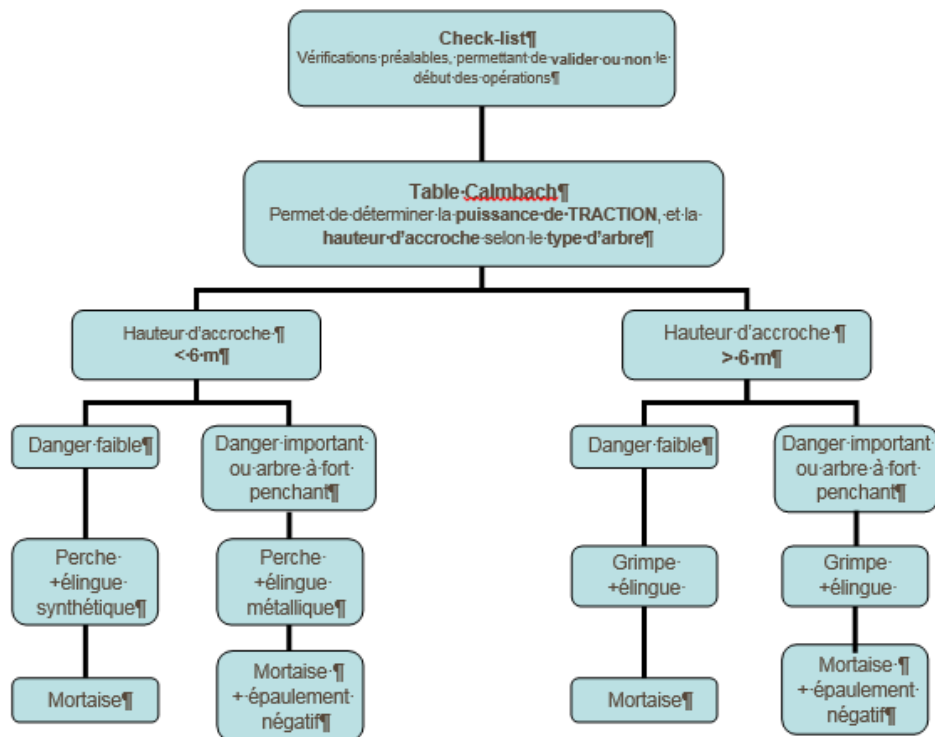 Check-list¶
Vérifications·préalables,·permettant·de·valider·ou·non·le·
début·des·opérations¶
Table·Calmbach¶
Permet·de·déterminer·la·puissance·de·TRACTION,·et·la·
hauteur·d’accroche·selon·le·type·d’arbre¶
Hauteur·d’accroche·¶
<·6·m¶
Hauteur·d’accroche·¶
>·6·m¶
Danger·faible¶
Danger·important·
ou·arbre·à·fort·
penchant¶
Danger·faible¶
Danger·important·
ou·arbre·à·fort·
penchant¶
Perche·
+élingue·
synthétique¶
Perche·
+élingue·
métallique¶
Grimpe·
+élingue·
Grimpe·
+élingue·
Mortaise¶
Mortaise·¶
+·épaulement·
négatif¶
Mortaise¶
Mortaise·¶
+·épaulement·
négatif¶